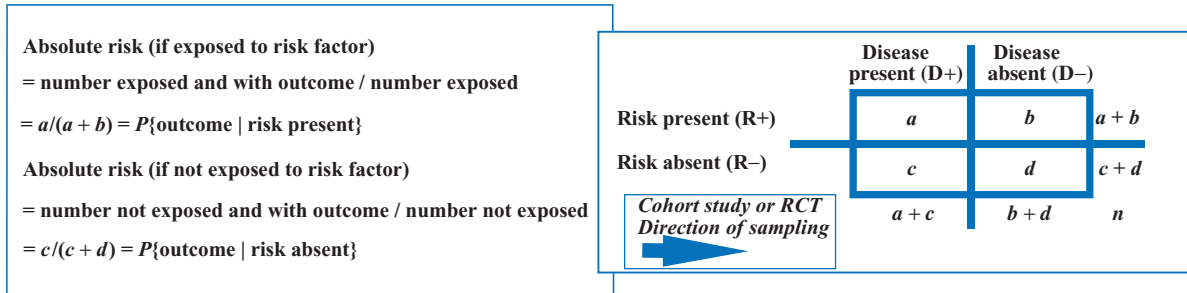 Absolute risk (if exposed to risk factor)
= number exposed and with outcome / number exposed
= a/(a + b) = P{outcome | risk present}
Absolute risk (if not exposed to risk factor)
= number not exposed and with outcome / number not exposed
= c/(c + d) = P{outcome | risk absent}
Disease present (D+)
Disease absent (D–)
Risk present (R+) a b a + b
Risk absent (R–) c d c + d
a + c b + d n
Cohort study or RCT
Direction of sampling